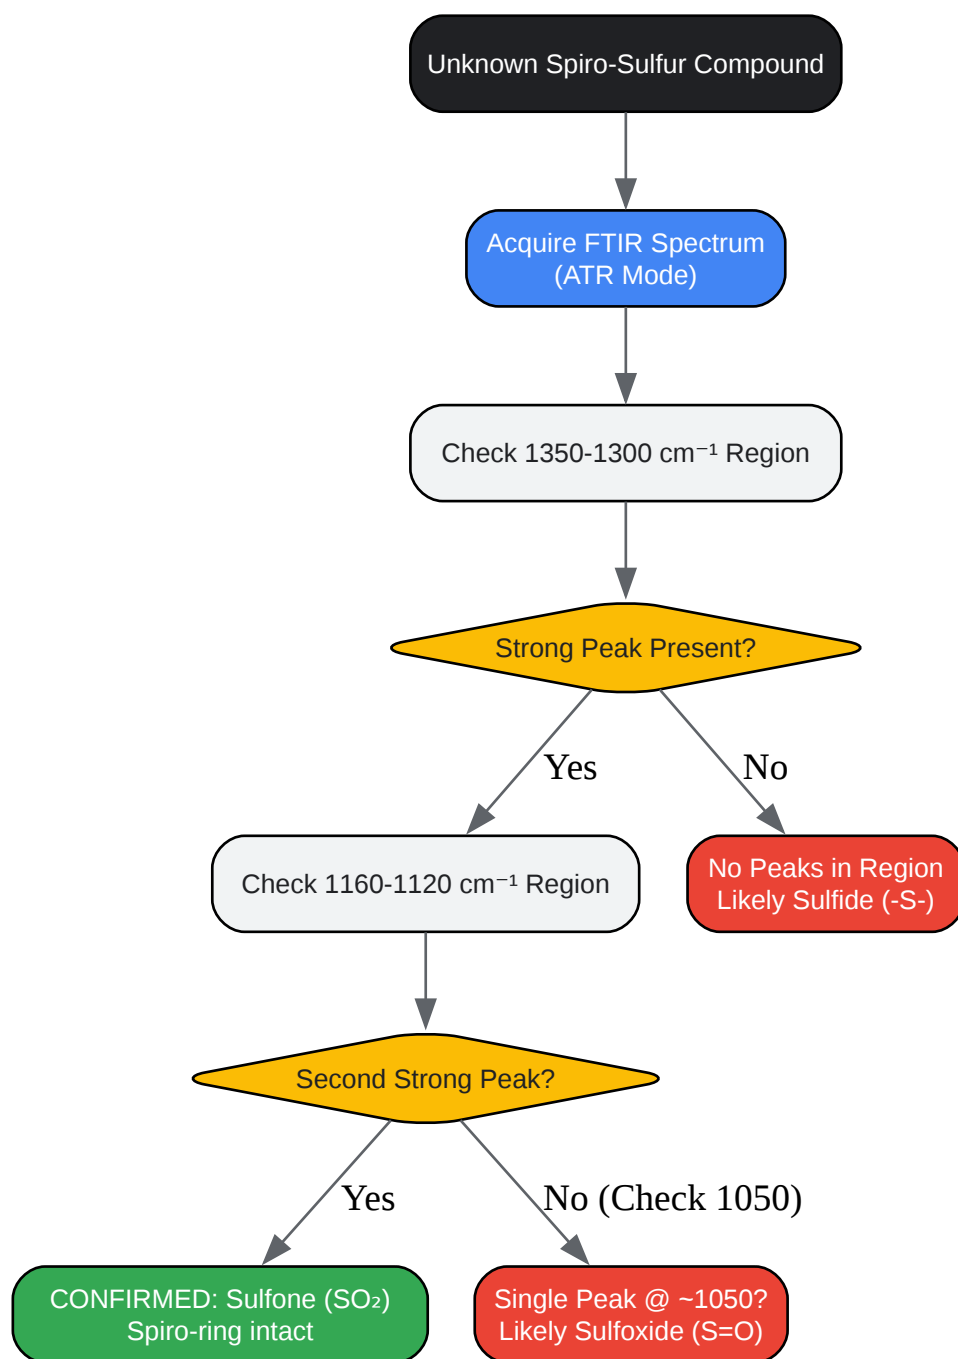 Unknown Spiro-Sulfur Compound
Acquire FTIR Spectrum
(ATR Mode)
Check 1350-1300 cm⁻¹ Region
Strong Peak Present?
Yes
No
Check 1160-1120 cm⁻¹ Region
No Peaks in Region
Likely Sulfide (-S-)
Second Strong Peak?
Yes
No (Check 1050)
CONFIRMED: Sulfone (SO₂)
Spiro-ring intact
Single Peak @ ~1050?
Likely Sulfoxide (S=O)